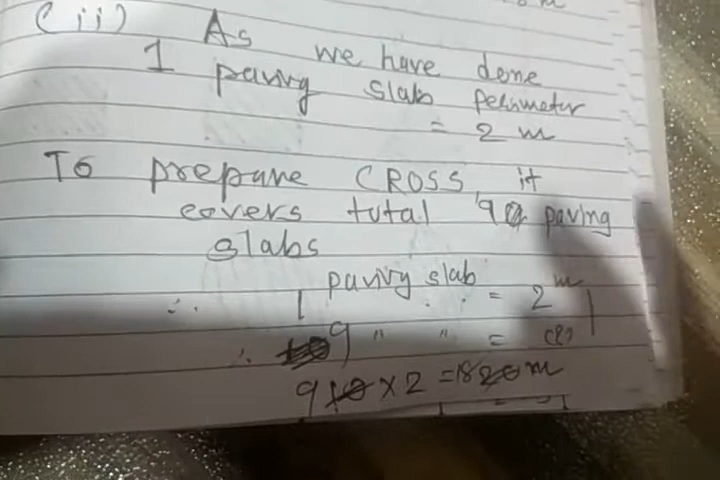 (ii) As we have done
1 paving slab perimeter
= 2 m
To prepare CROSS, it
covers total 9 paving
slabs
∴ 1 paving slab = 2 m
∴ 9 " " = (?)
9 × 2 = 18 m